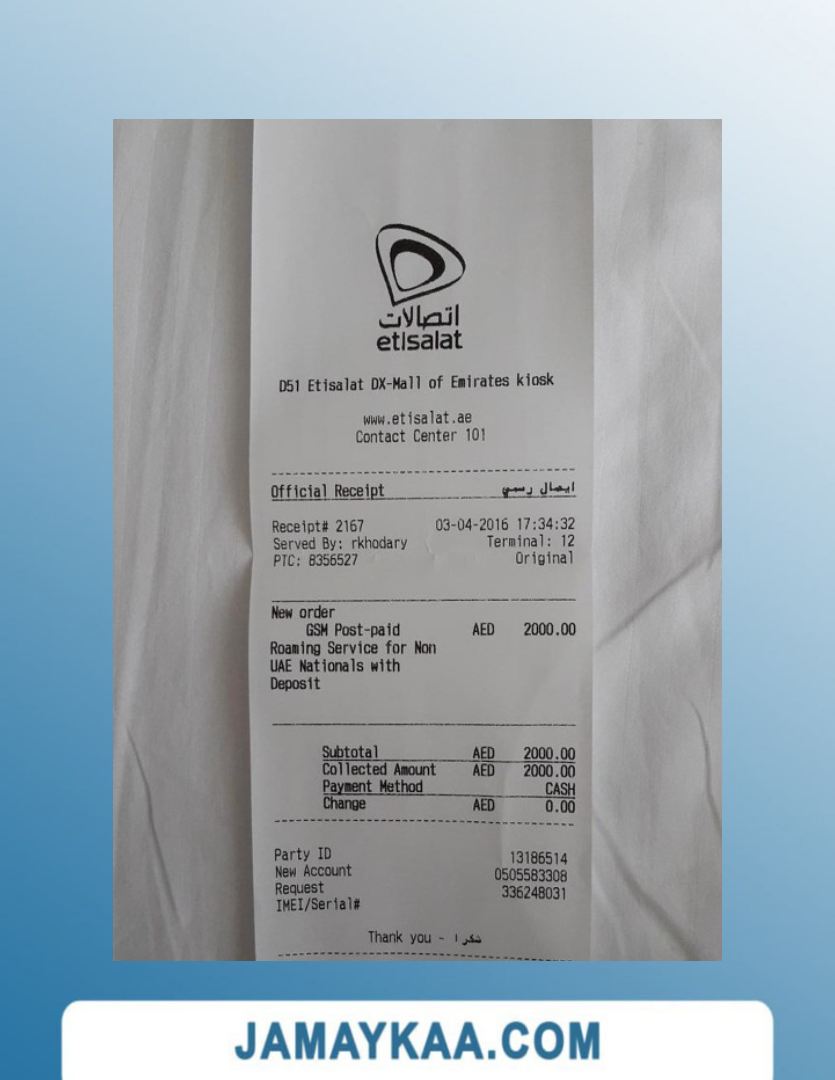 اتصالات
etisalat
D51 Etisalat DX-Mall of Emirates kiosk
www.etisalat.ae
Contact Center 101
Official Receipt ايصال رسمي
Receipt# 2167 03-04-2016 17:34:32
Served By: rkhodary Terminal: 12
PTC: 8356527 Original
New order
GSM Post-paid AED 2000.00
Roaming Service for Non
UAE Nationals with
Deposit
Subtotal AED 2000.00
Collected Amount AED 2000.00
Payment Method CASH
Change AED 0.00
Party ID 13186514
New Account 0505583308
Request 336248031
IMEI/Serial#
Thank you - شكرا
JAMAYKAA.COM